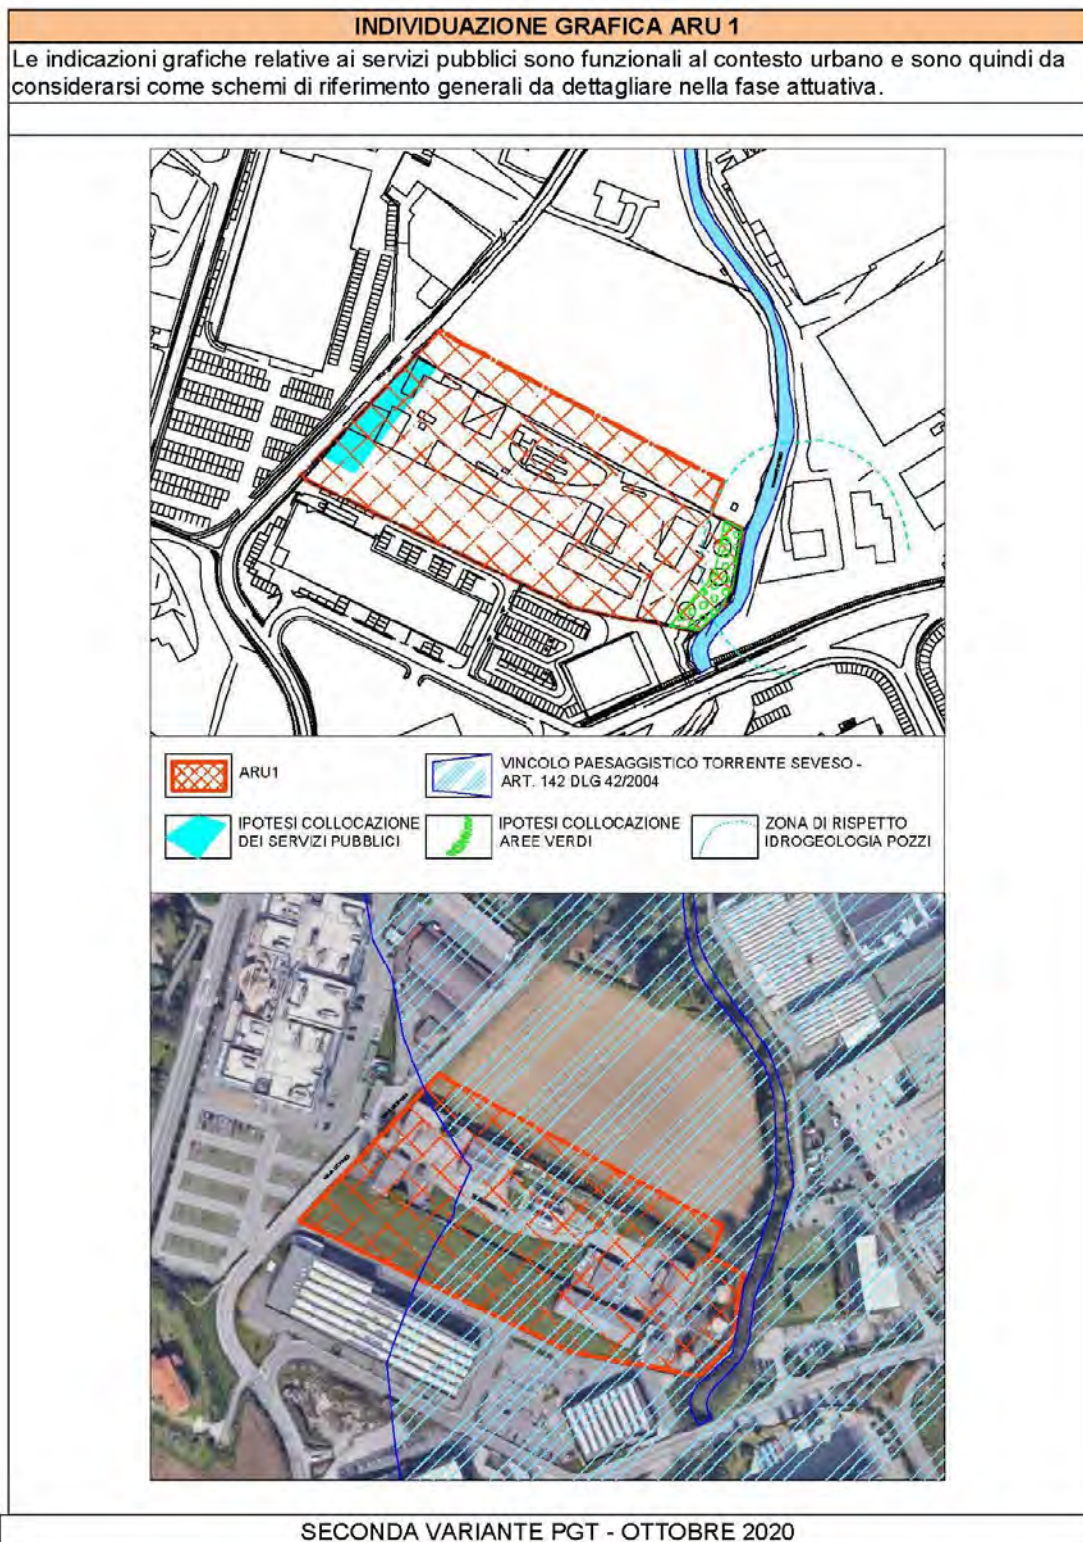 INDIVIDUAZIONE GRAFICA ARU 1
Le indicazioni grafiche relative ai servizi pubblici sono funzionali al contesto urbano e sono quindi da
considerarsi come schemi di riferimento generali da dettagliare nella fase attuativa.
ARU1
VINCOLO PAESAGGISTICO TORRENTE SEVESO -
ART. 142 DLG 42/2004
IPOTESI COLLOCAZIONE
DEI SERVIZI PUBBLICI
IPOTESI COLLOCAZIONE
AREE VERDI
ZONA DI RISPETTO
IDROGEOLOGIA POZZI
SECONDA VARIANTE PGT - OTTOBRE 2020